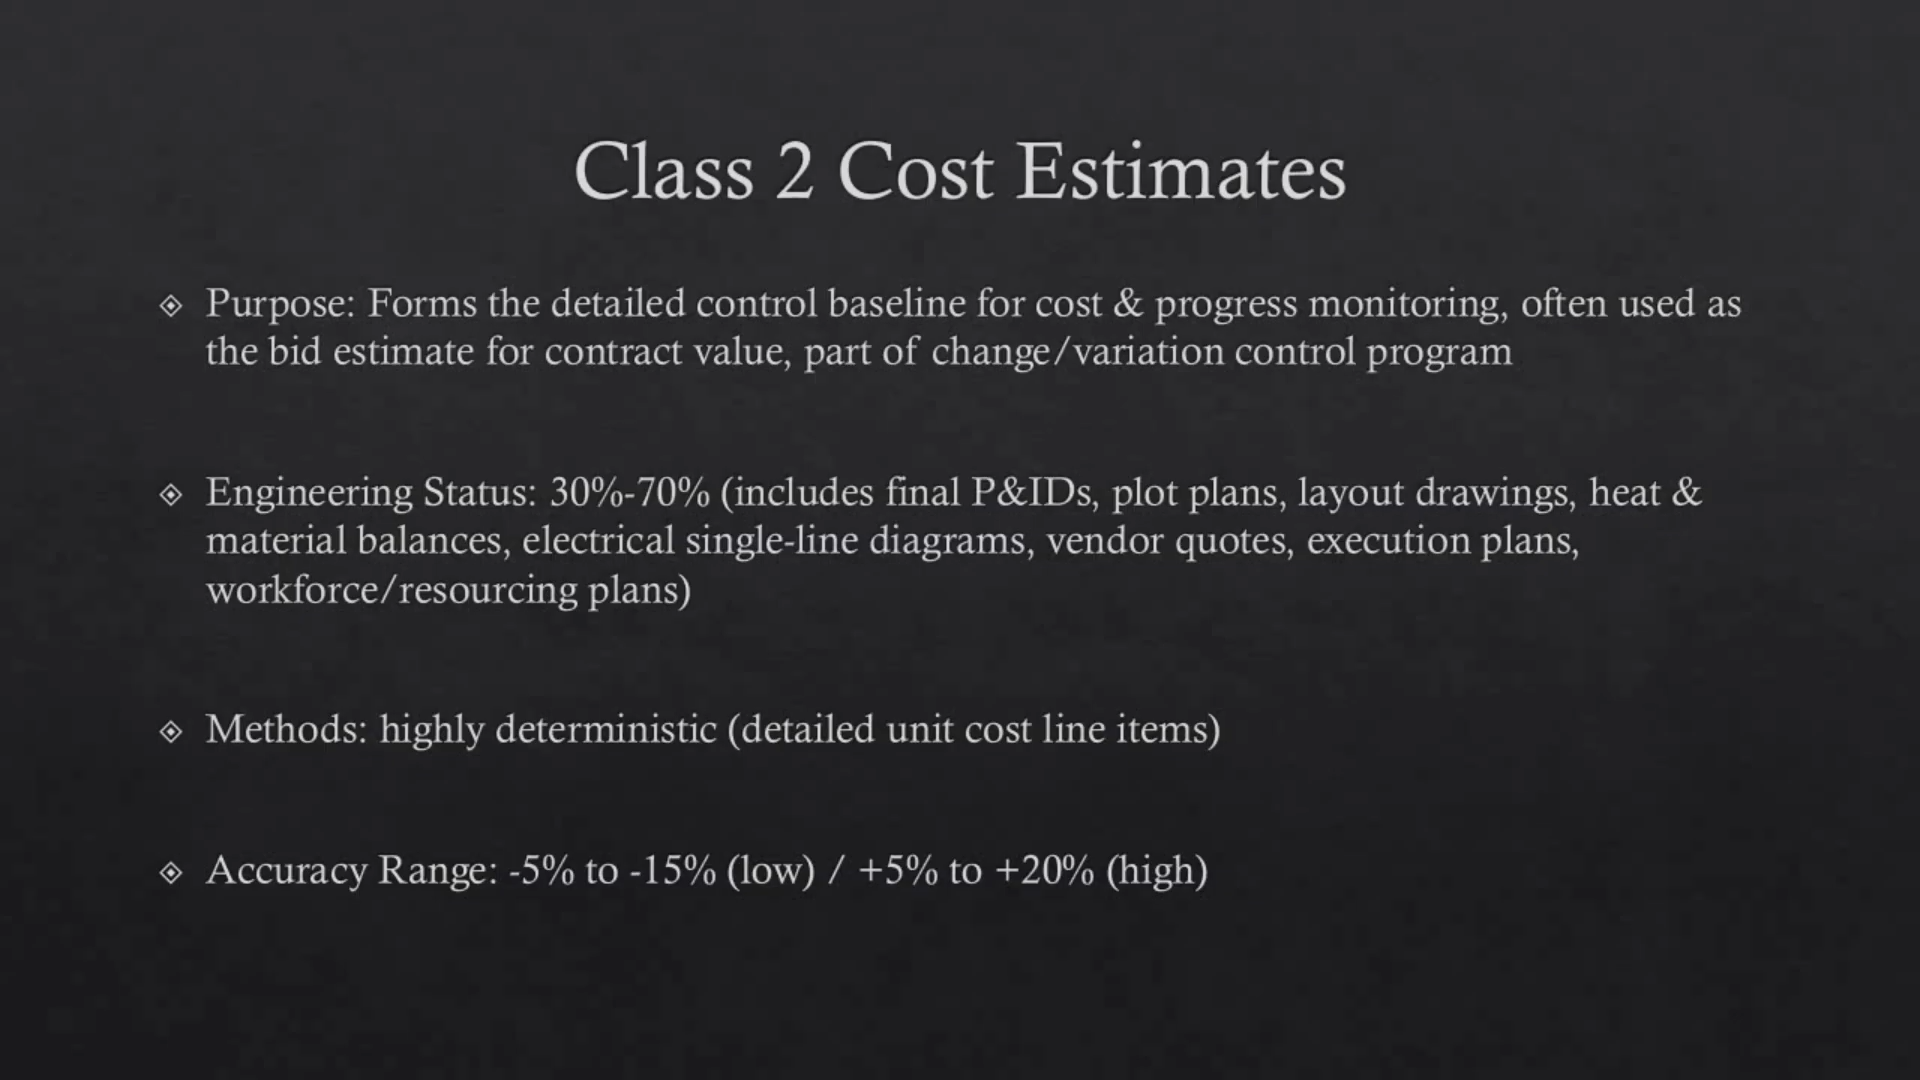 Class 2 Cost Estimates
Purpose: Forms the detailed control baseline for cost & progress monitoring, often used as
the bid estimate for contract value, part of change/variation control program
Engineering Status: 30%-70% (includes final P&IDs, plot plans, layout drawings, heat &
material balances, electrical single-line diagrams, vendor quotes, execution plans,
workforce/resourcing plans)
Methods: highly deterministic (detailed unit cost line items)
Accuracy Range: -5% to -15% (low) / +5% to +20% (high)